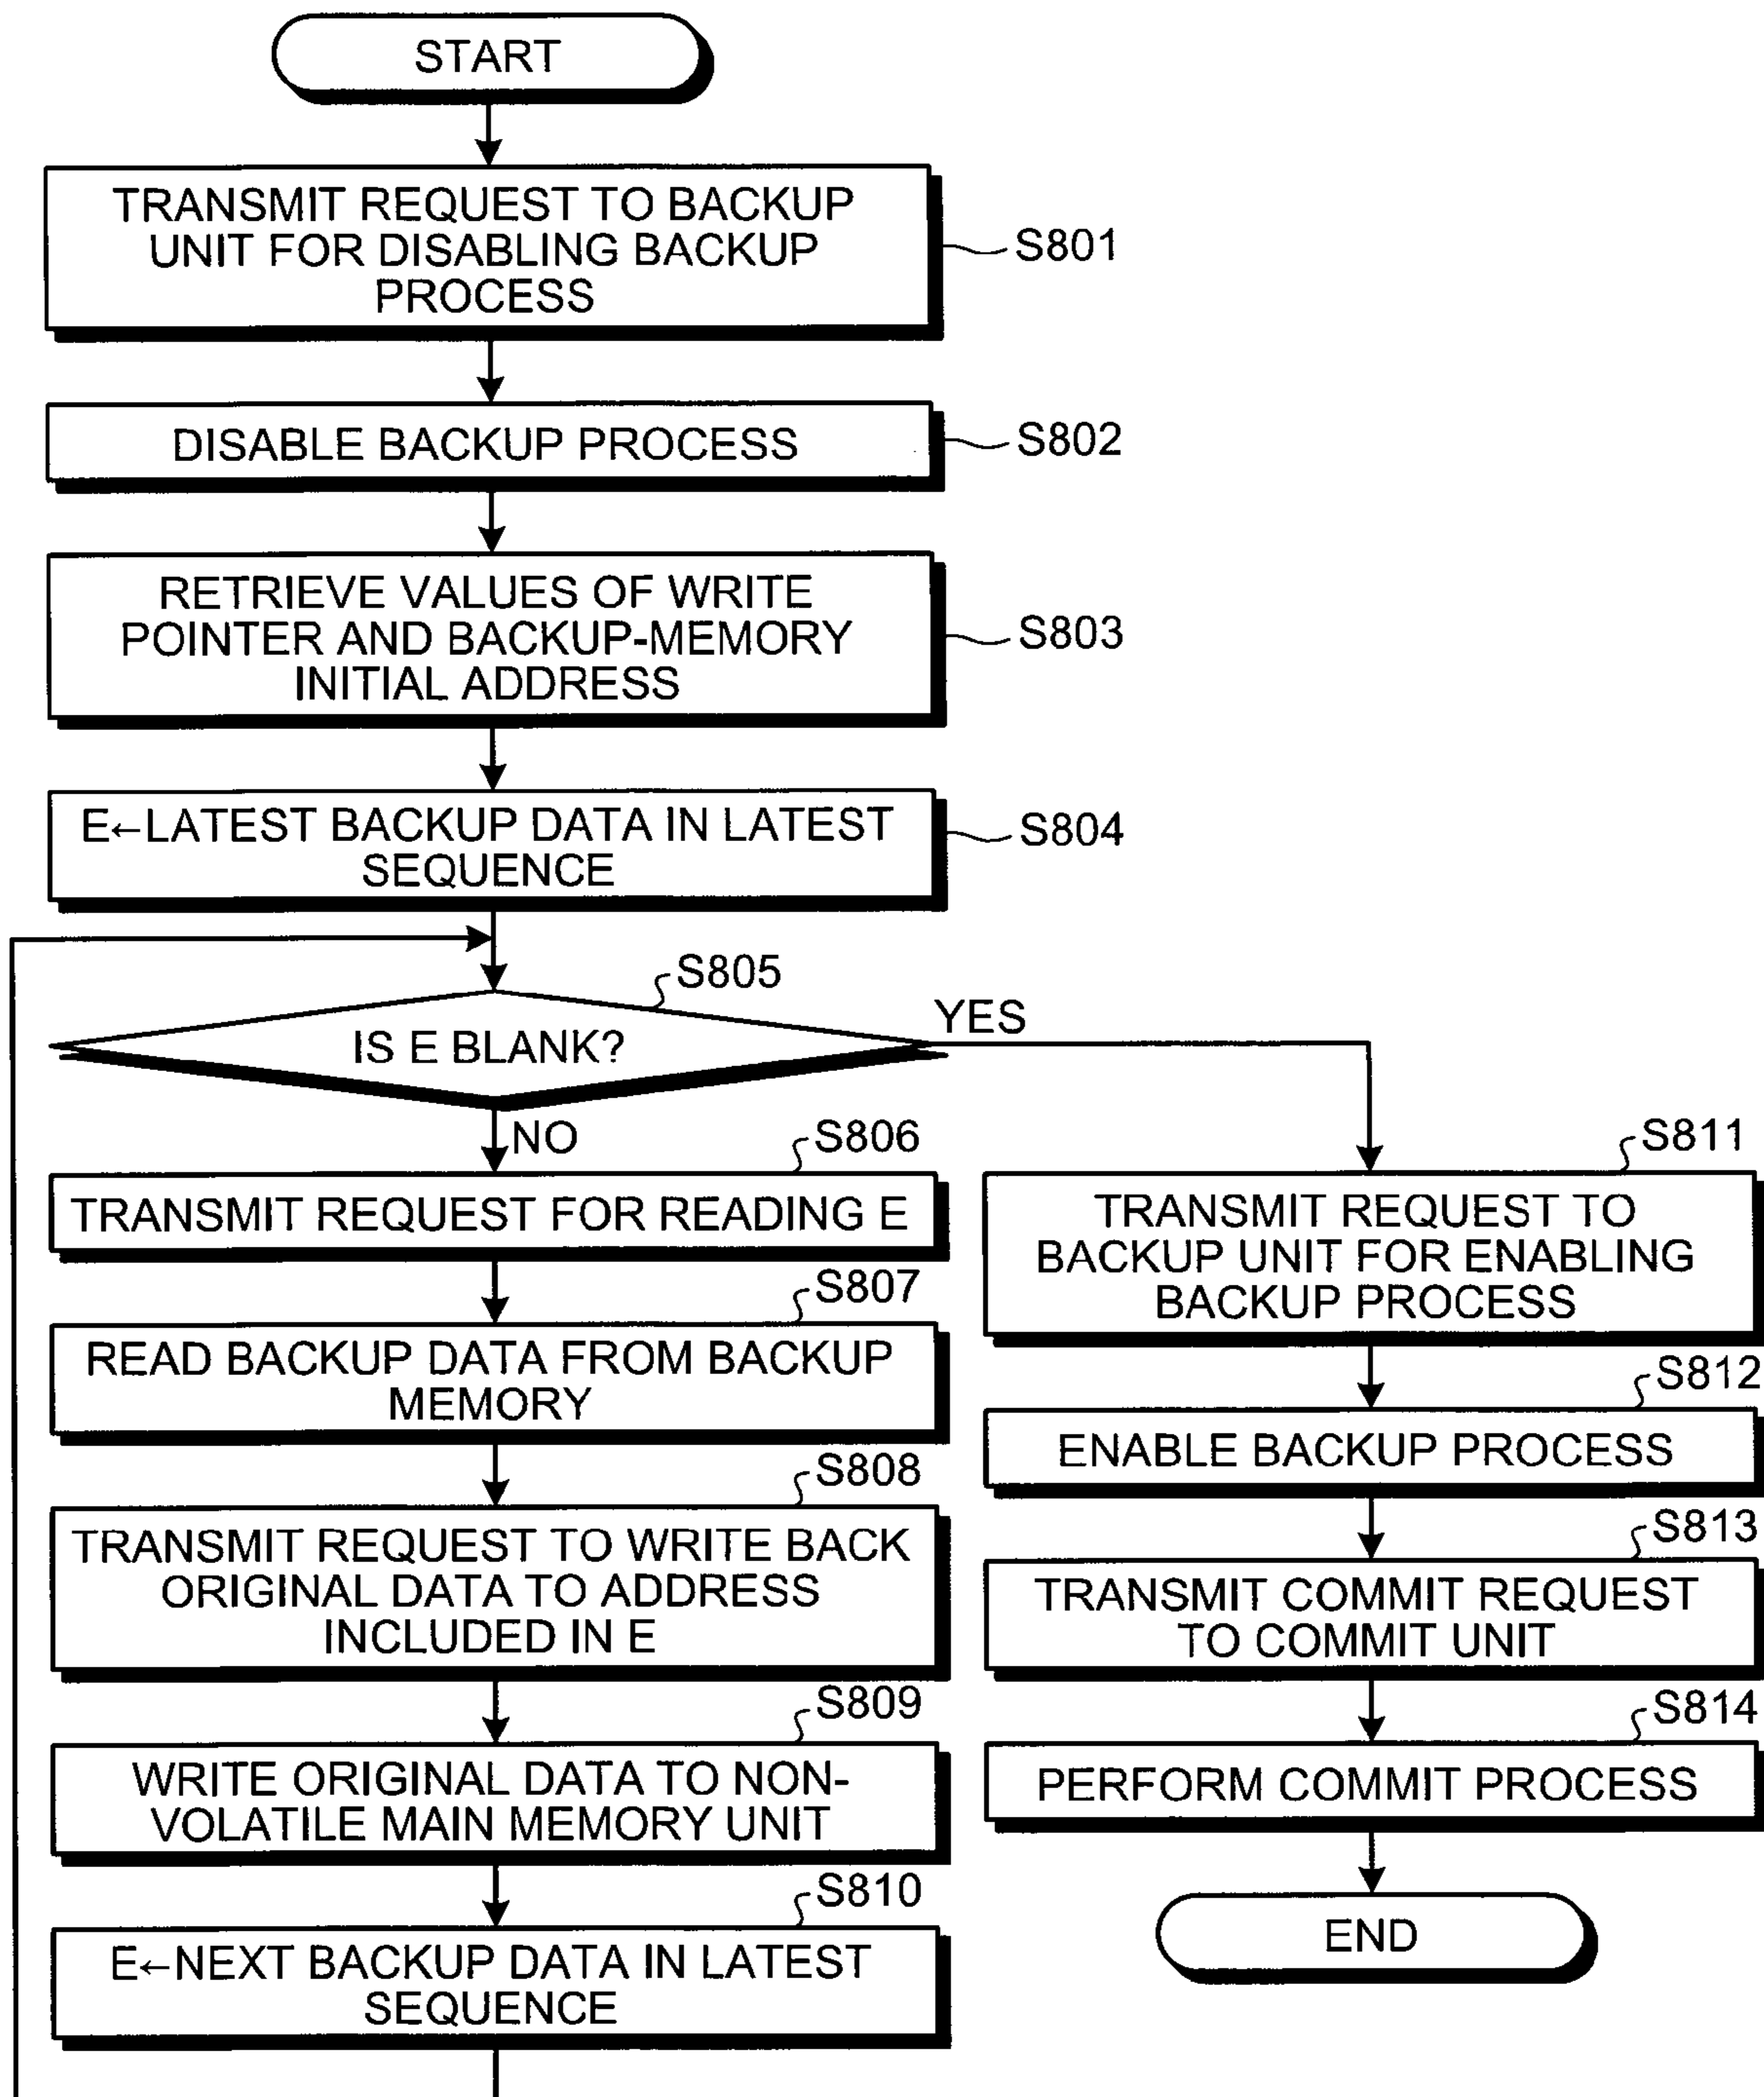 START
TRANSMIT REQUEST TO BACKUP
UNIT FOR DISABLING BACKUP
PROCESS
S801
DISABLE BACKUP PROCESS
S802
RETRIEVE VALUES OF WRITE
POINTER AND BACKUP-MEMORY
INITIAL ADDRESS
S803
E←LATEST BACKUP DATA IN LATEST
SEQUENCE
S804
S805
IS E BLANK?
YES
NO
S806
TRANSMIT REQUEST FOR READING E
S807
READ BACKUP DATA FROM BACKUP
MEMORY
S808
TRANSMIT REQUEST TO WRITE BACK
ORIGINAL DATA TO ADDRESS
INCLUDED IN E
S809
WRITE ORIGINAL DATA TO NON-
VOLATILE MAIN MEMORY UNIT
S810
E←NEXT BACKUP DATA IN LATEST
SEQUENCE
S811
TRANSMIT REQUEST TO
BACKUP UNIT FOR ENABLING
BACKUP PROCESS
S812
ENABLE BACKUP PROCESS
S813
TRANSMIT COMMIT REQUEST
TO COMMIT UNIT
S814
PERFORM COMMIT PROCESS
END